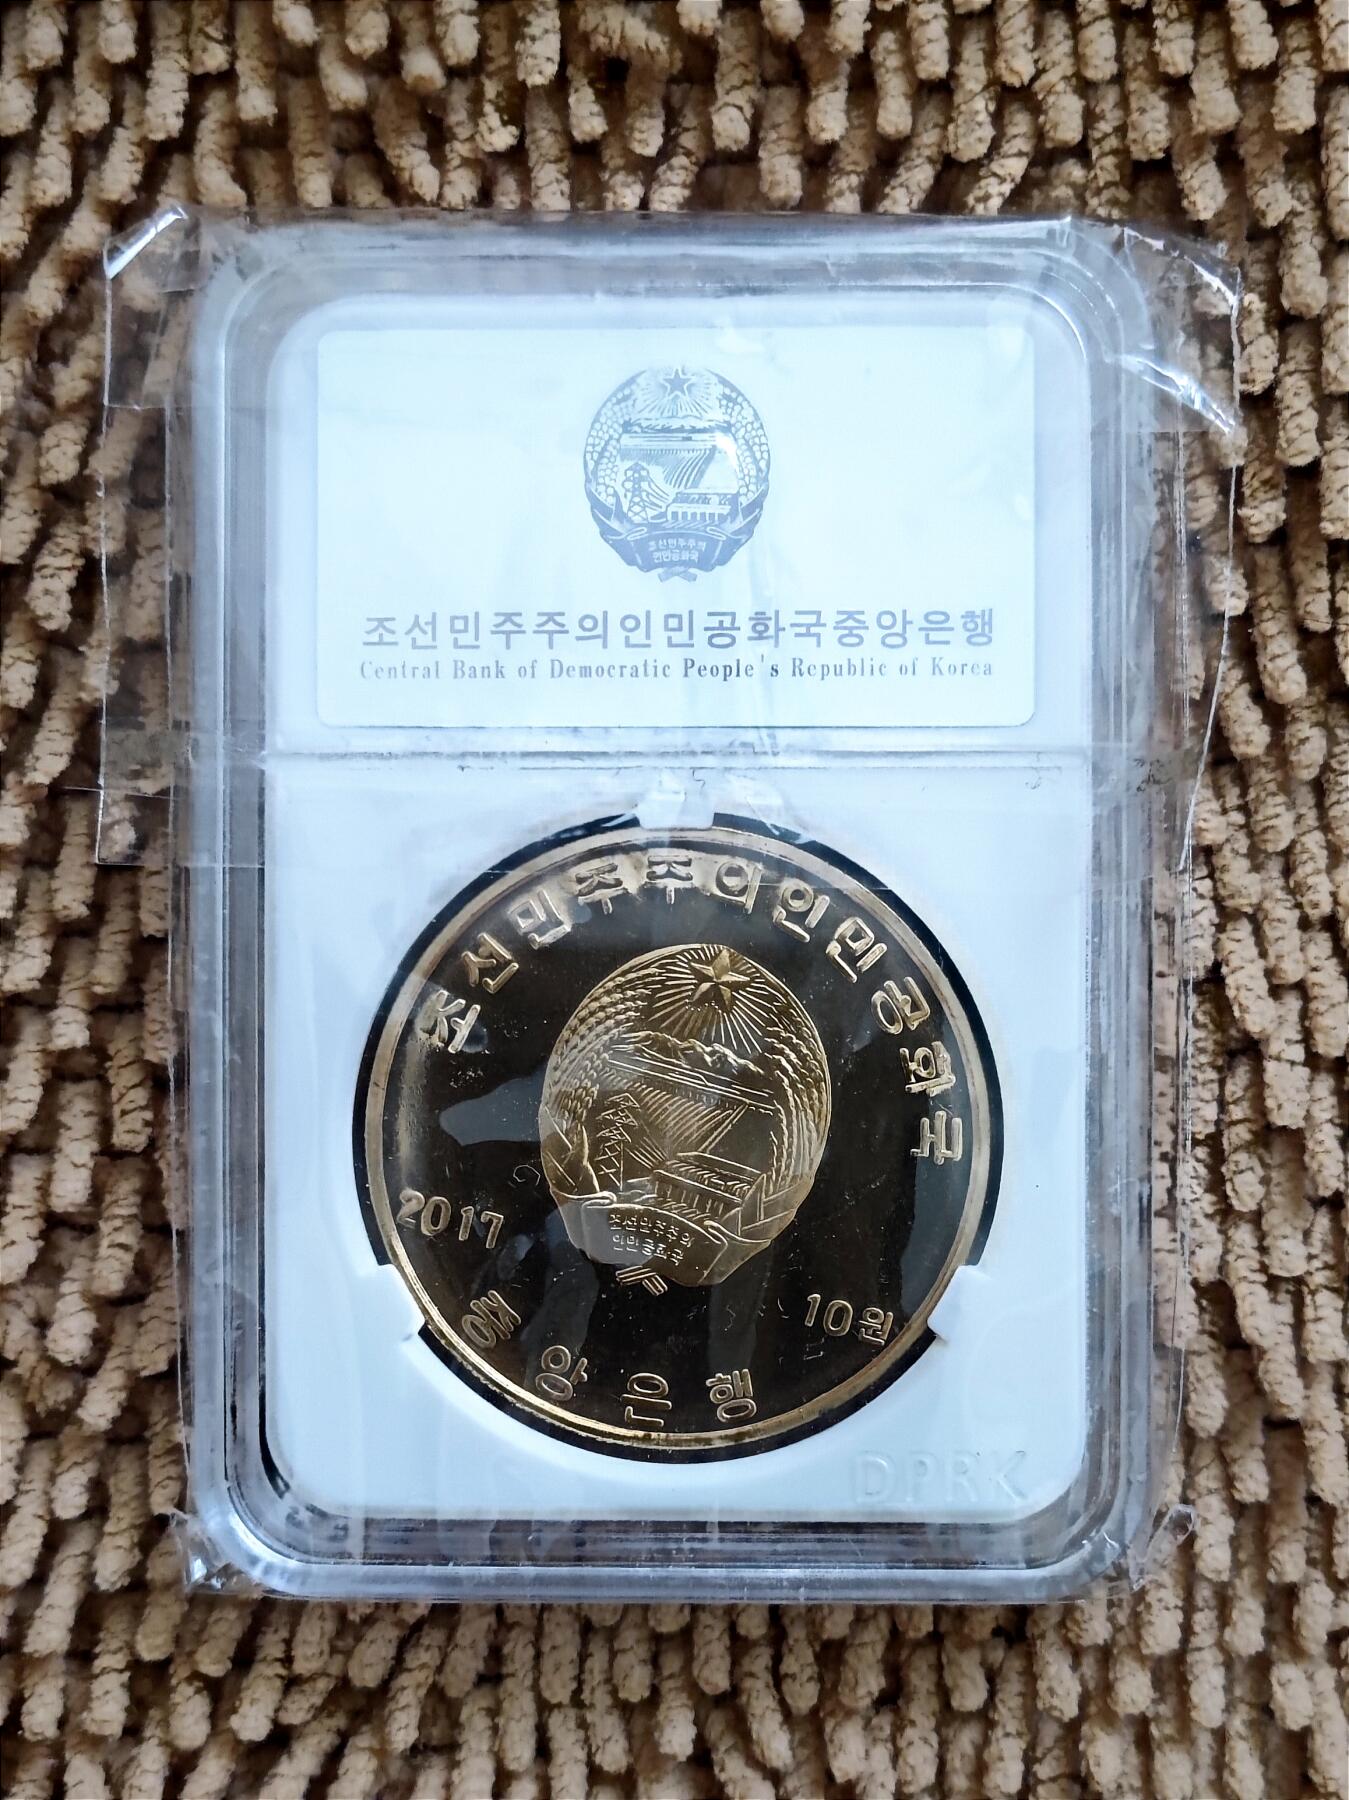 조선민주주의
인민공화국
조선민주주의인민공화국중앙은행
Central Bank of Democratic People's Republic of Korea
조선민주주의인민공화국
조선민주주의
인민공화국
2017
10원
중앙은행
DPRK